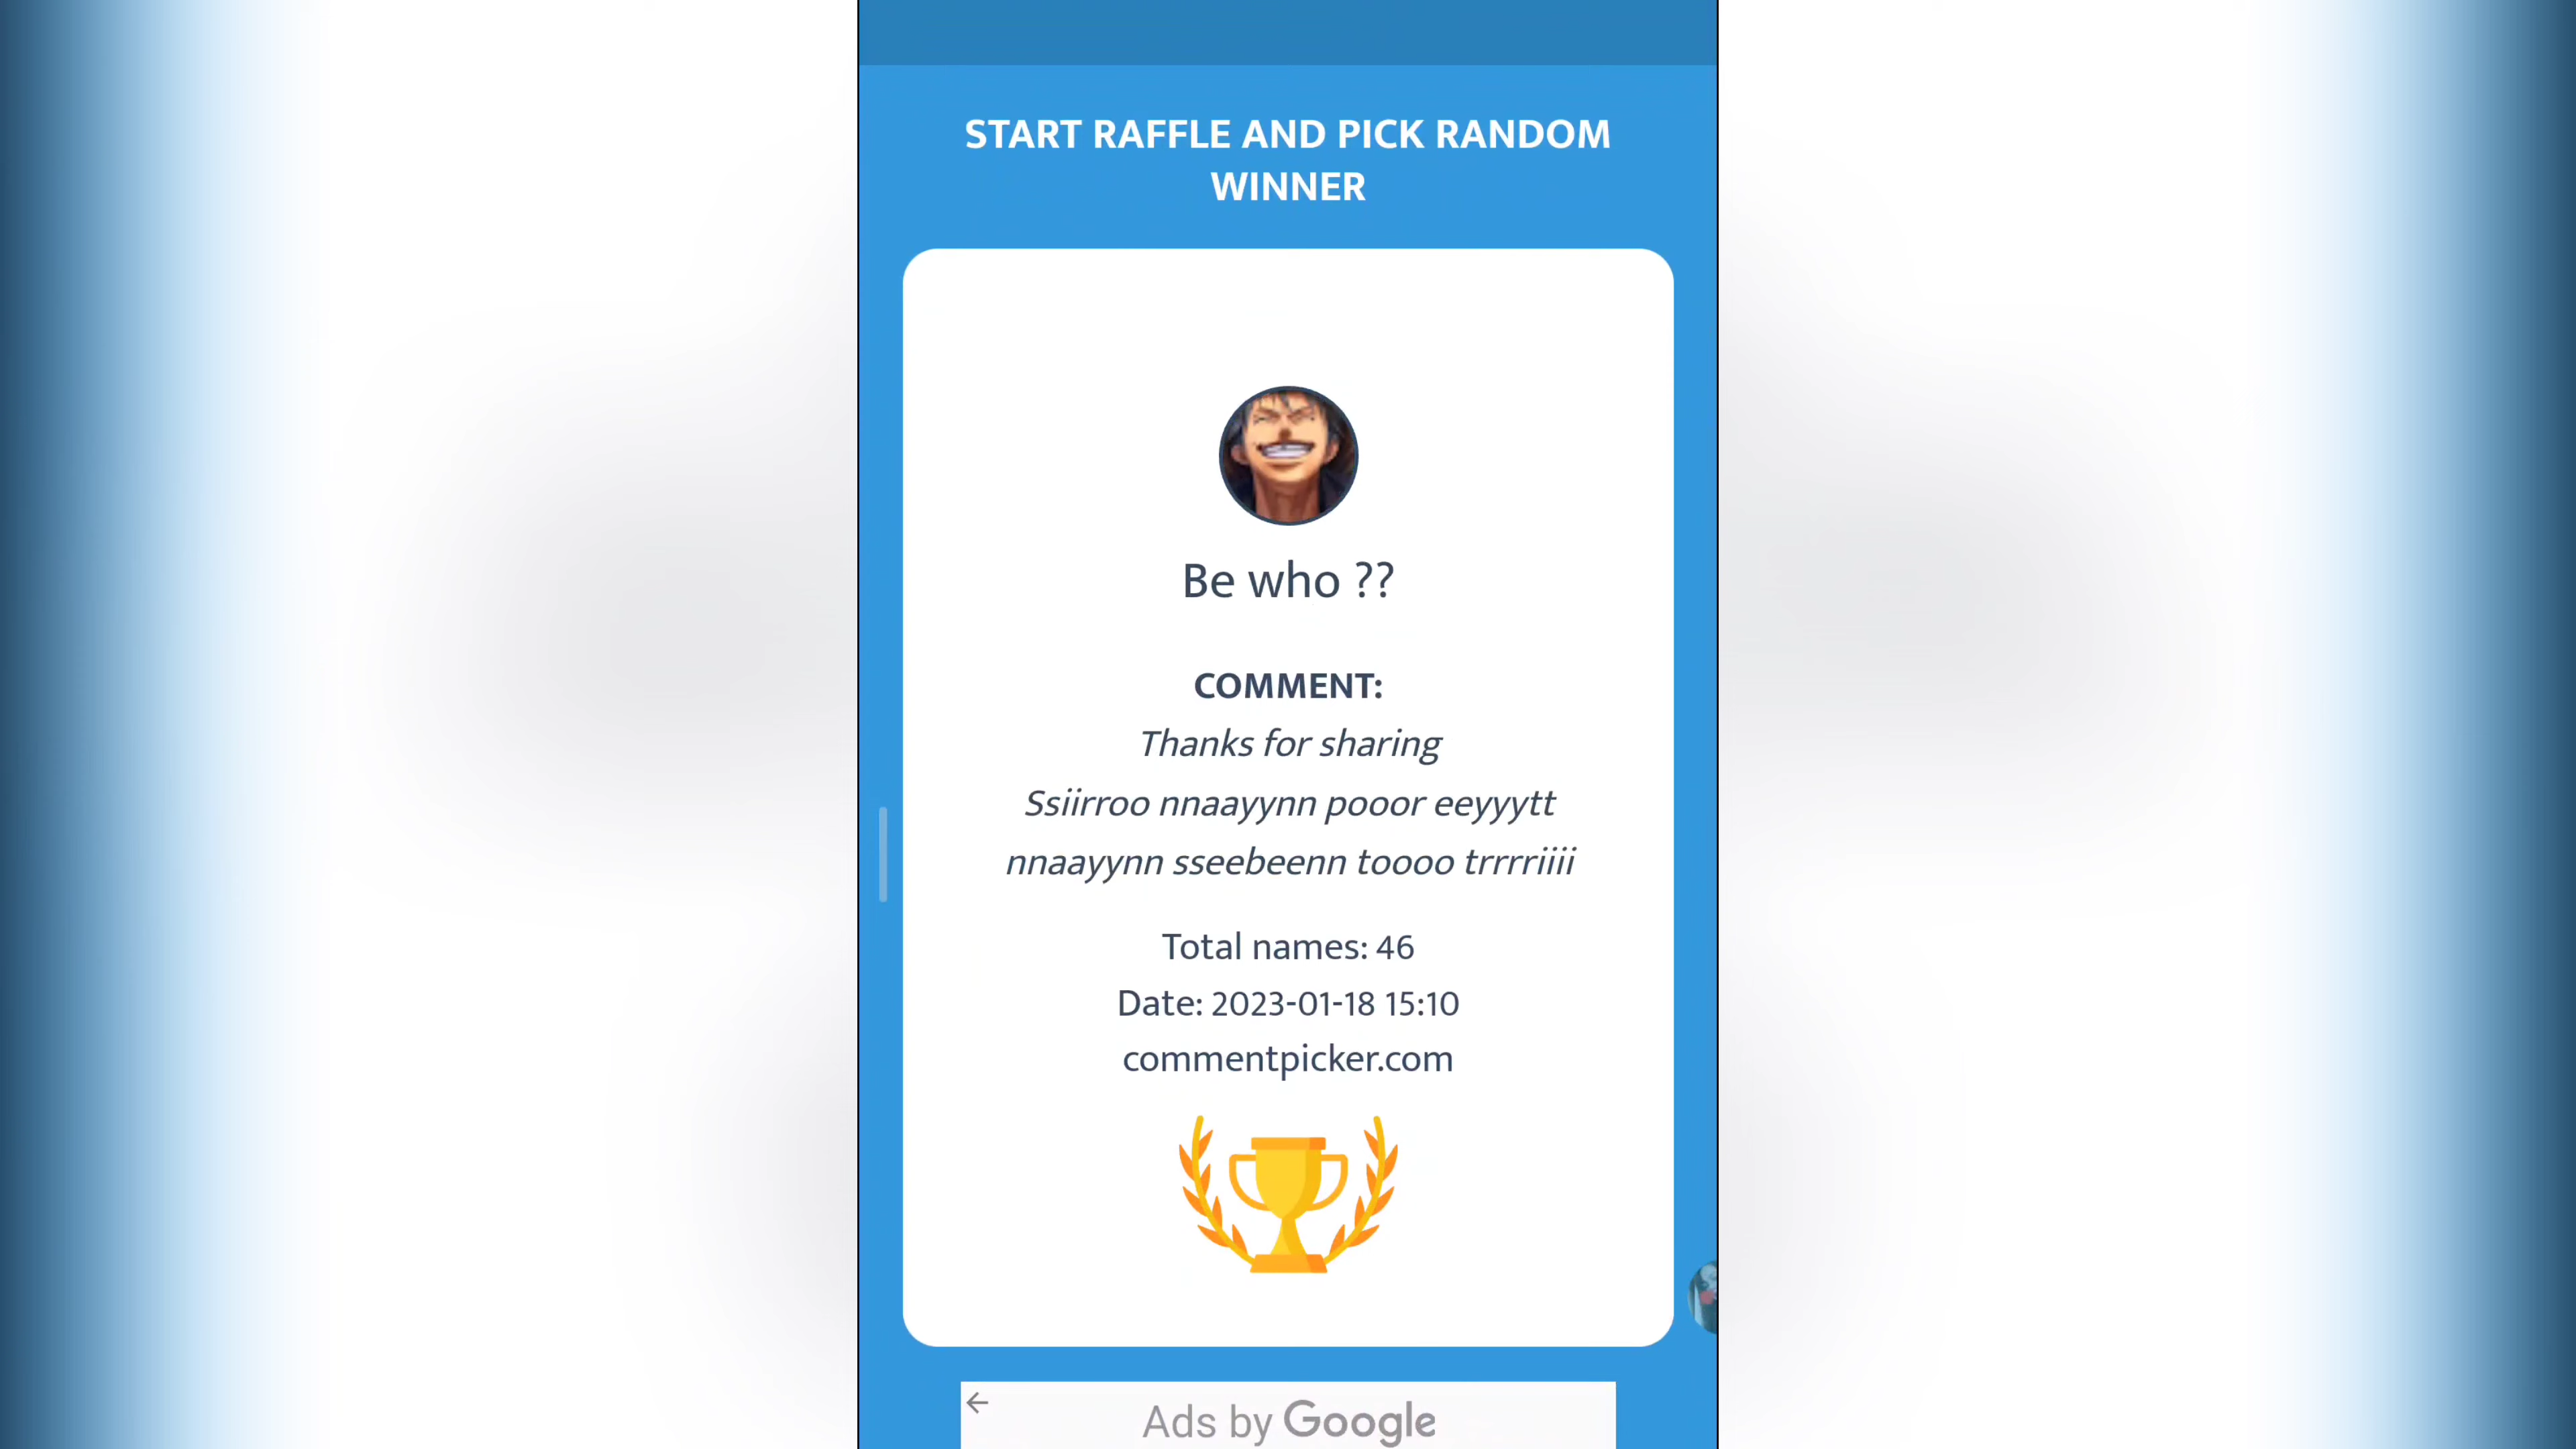 START RAFFLE AND PICK RANDOM
WINNER
Be who ??
COMMENT:
Thanks for sharing
Ssiirroo nnaayynn pooor eeyyytt
nnaayynn sseebeenn toooo trrrriiii
Total names: 46
Date: 2023-01-18 15:10
commentpicker.com
Ads by Google